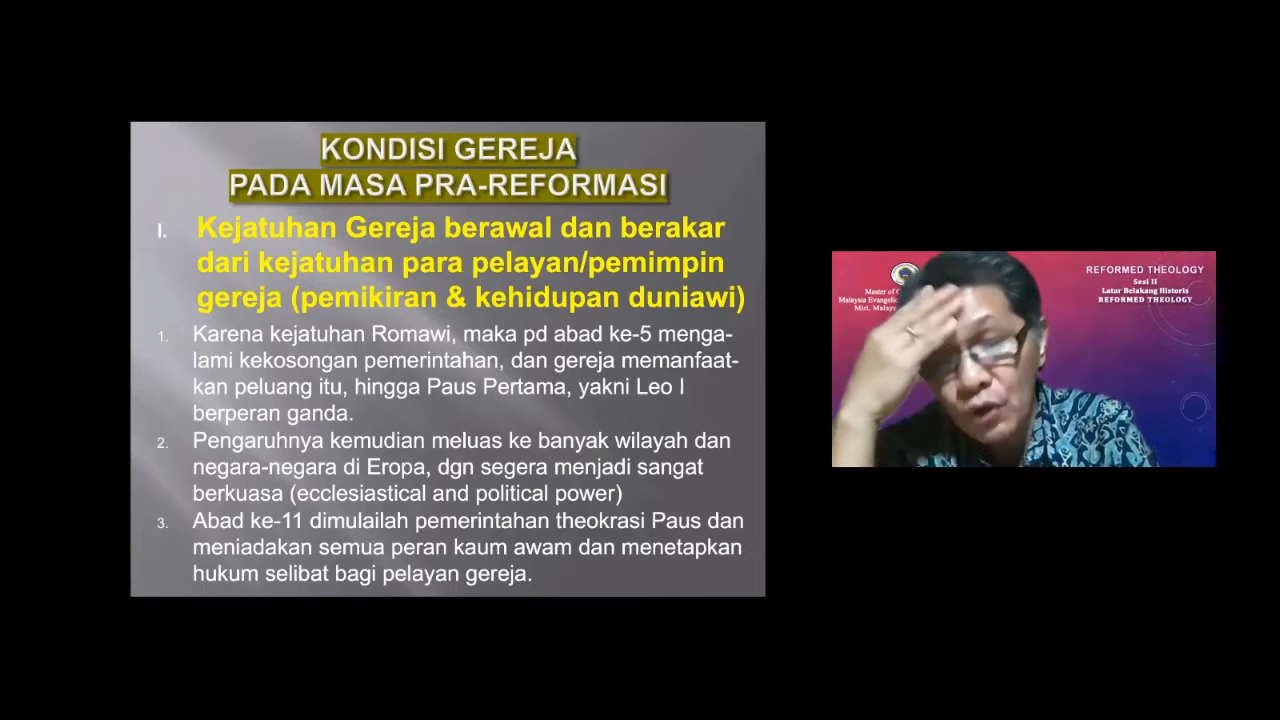 KONDISI GEREJA
PADA MASA PRA-REFORMASI
I. Kejatuhan Gereja berawal dan berakar
dari kejatuhan para pelayan/pemimpin
gereja (pemikiran & kehidupan duniawi)
1. Karena kejatuhan Romawi, maka pd abad ke-5 menga-
lami kekosongan pemerintahan, dan gereja memanfaat-
kan peluang itu, hingga Paus Pertama, yakni Leo I
berperan ganda.
2. Pengaruhnya kemudian meluas ke banyak wilayah dan
negara-negara di Eropa, dgn segera menjadi sangat
berkuasa (ecclesiastical and political power)
3. Abad ke-11 dimulailah pemerintahan theokrasi Paus dan
meniadakan semua peran kaum awam dan menetapkan
hukum selibat bagi pelayan gereja.
Master of
Malaysia Evangelic
Miri, Malay
REFORMED THEOLOGY
Sesi II
Latar Belakang Historis
REFORMED THEOLOGY